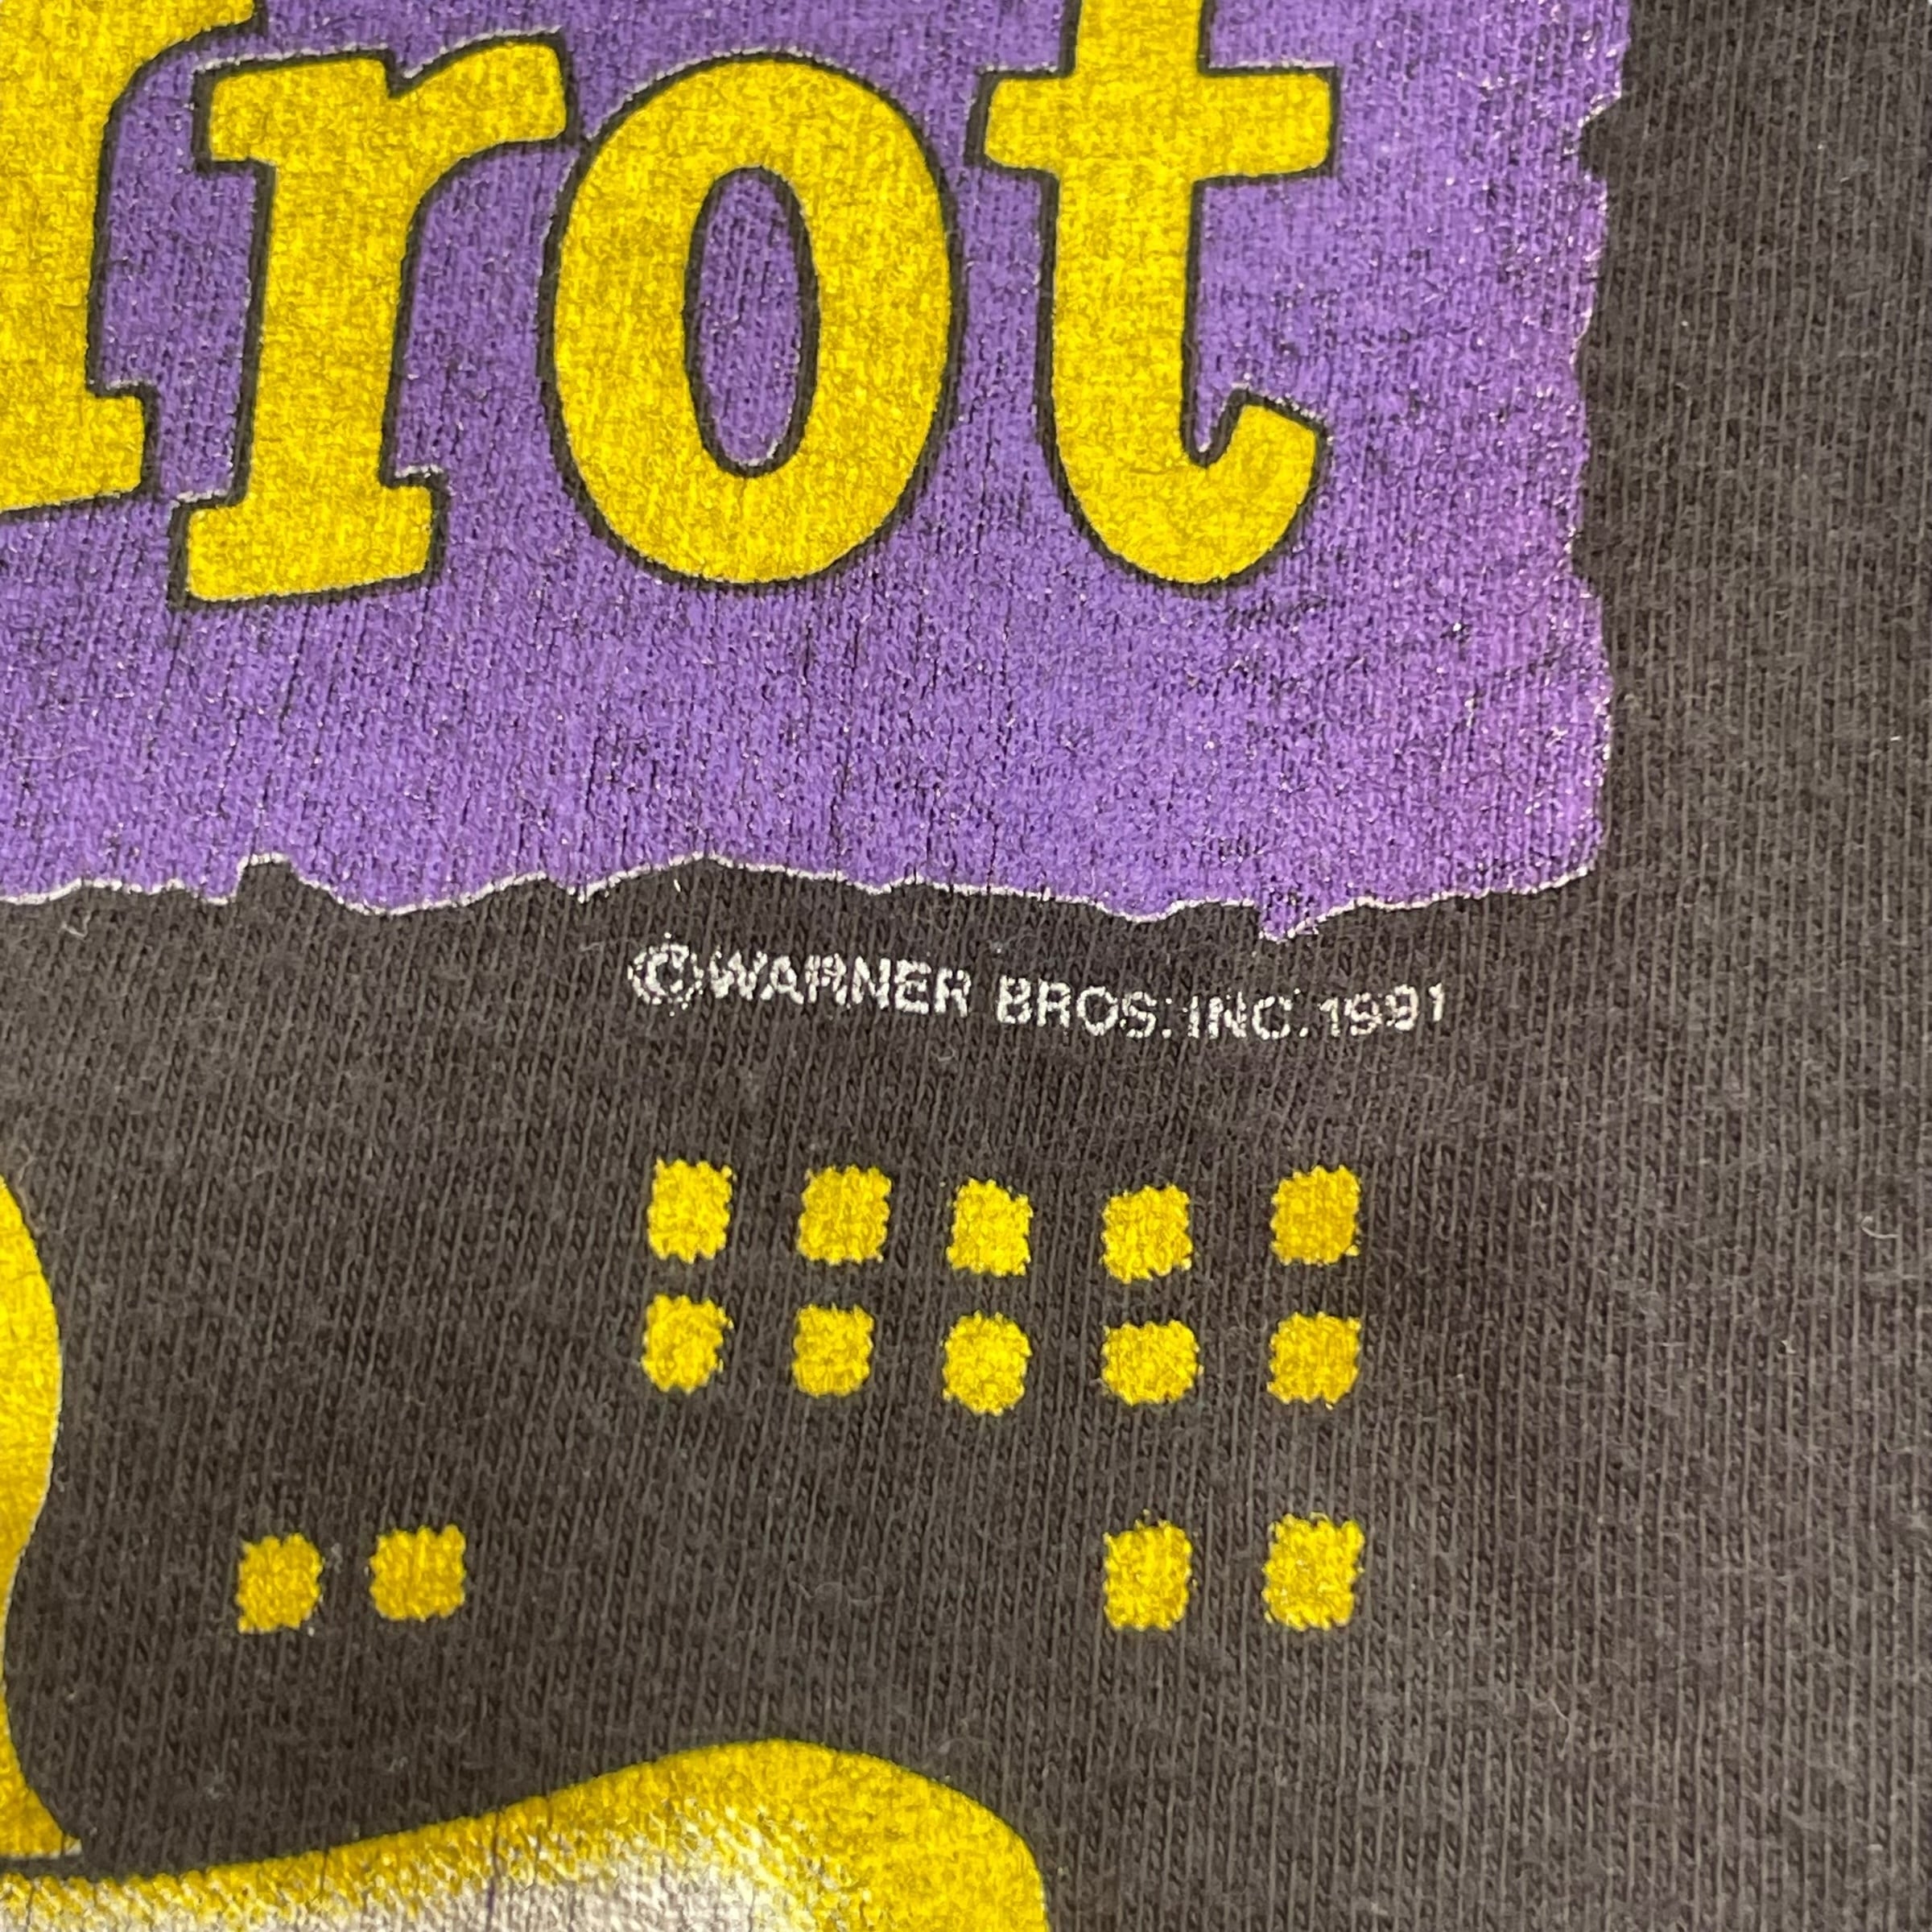 rrot
©WARNER BROS. INC. 1991